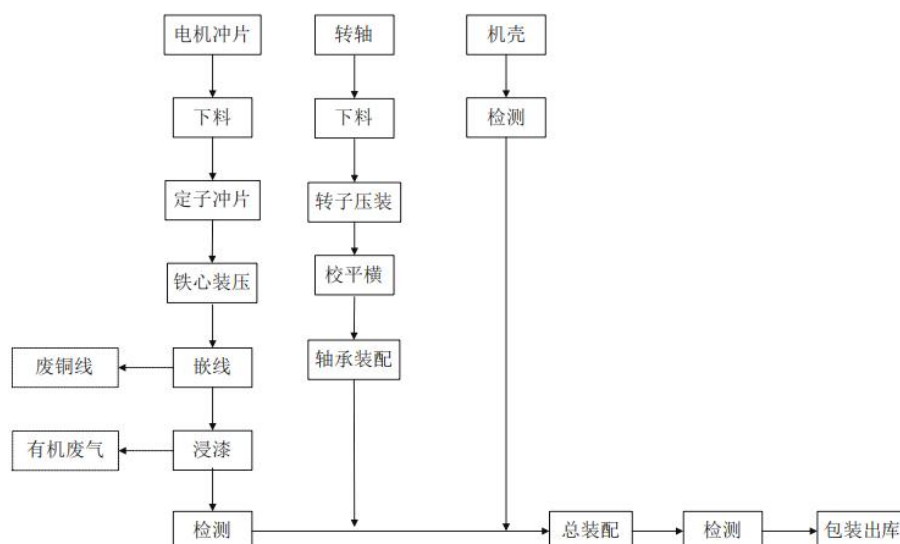 电机冲片
转轴
机壳
下料
下料
检测
定子冲片
转子压装
铁心装压
校平横
嵌线
废铜线
轴承装配
浸漆
有机废气
检测
总装配
检测
包装出库